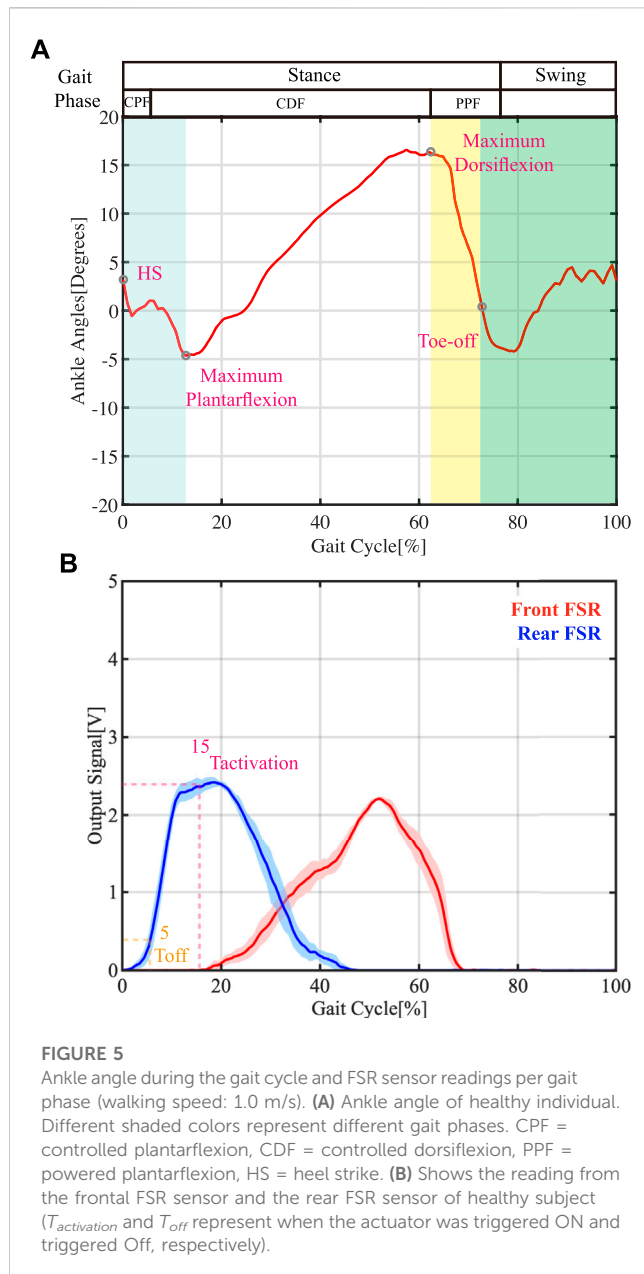 A
Gait
Phase
Stance
Swing
CPF
CDF
PPF
20
15
10
5
0
-5
-10
-15
-20
Ankle Angles[Degrees]
HS
Maximum
Plantarflexion
Maximum
Dorsiflexion
Toe-off
0
20
40
60
80
100
Gait Cycle[%]
B
5
4
3
2
1
0
Output Signal[V]
Front FSR
Rear FSR
15
Tactivation
5
Toff
0
20
40
60
80
100
Gait Cycle[%]
FIGURE 5
Ankle angle during the gait cycle and FSR sensor readings per gait
phase (walking speed: 1.0 m/s). (A) Ankle angle of healthy individual.
Different shaded colors represent different gait phases. CPF =
controlled plantarflexion, CDF = controlled dorsiflexion, PPF =
powered plantarflexion, HS = heel strike. (B) Shows the reading from
the frontal FSR sensor and the rear FSR sensor of healthy subject
(Tactivation and Toff represent when the actuator was triggered ON and
triggered Off, respectively).